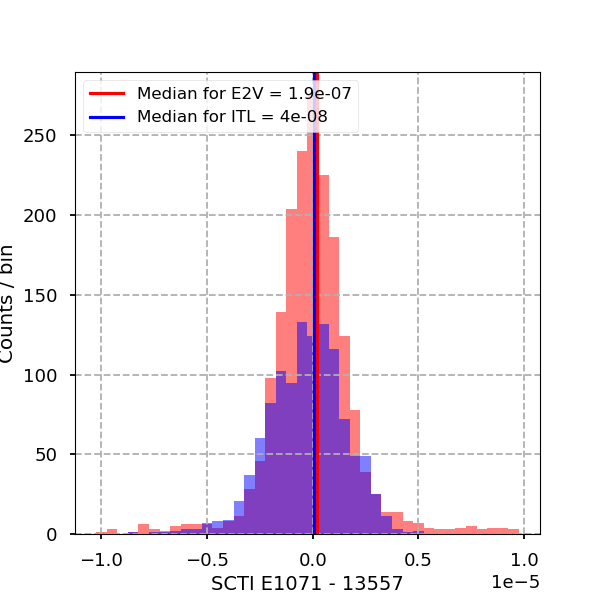 Median for E2V = 1.9e-07
Median for ITL = 4e-08
250
200
150
100
50
0
Counts / bin
−1.0
−0.5
0.0
0.5
1.0
1e−5
SCTI E1071 - 13557